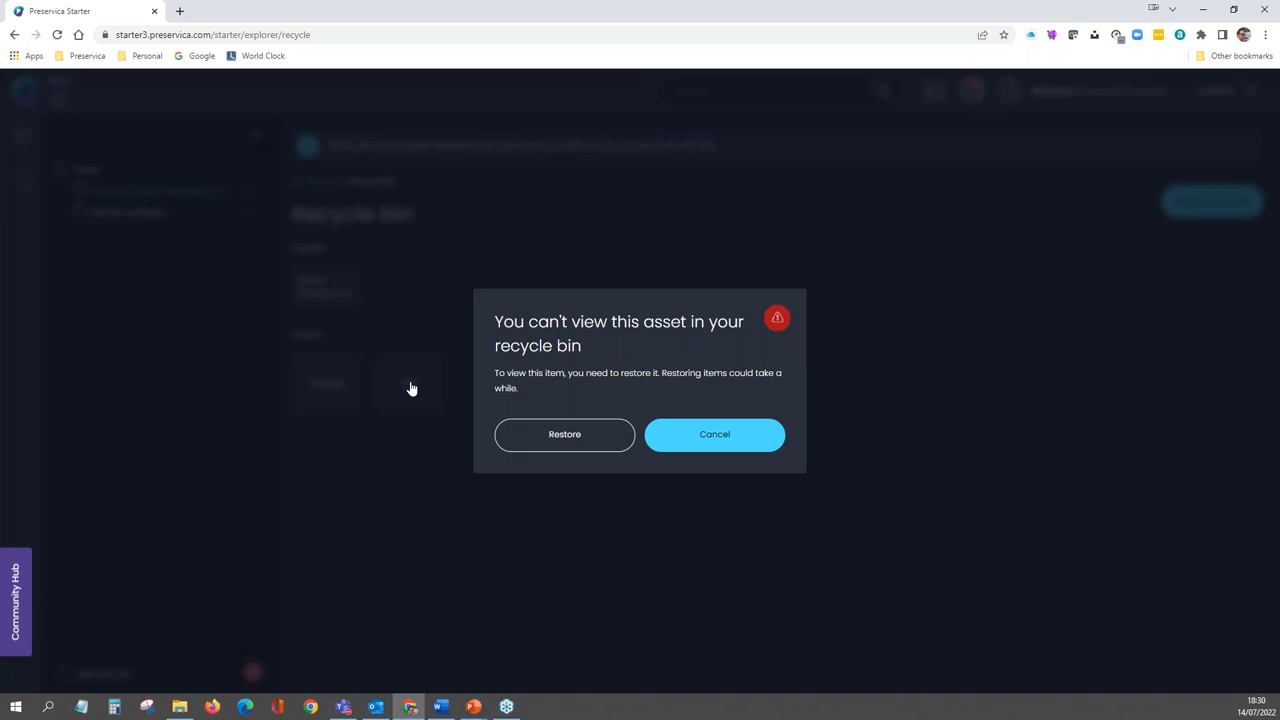 Preservica Starter
starter3.preservica.com/starter/explorer/recycle
Apps
Preservica
Personal
Google
World Clock
Other bookmarks
Recycle bin
You can't view this asset in your
recycle bin
To view this item, you need to restore it. Restoring items could take a
while.
Restore
Cancel
Community Hub
18:30
14/07/2022